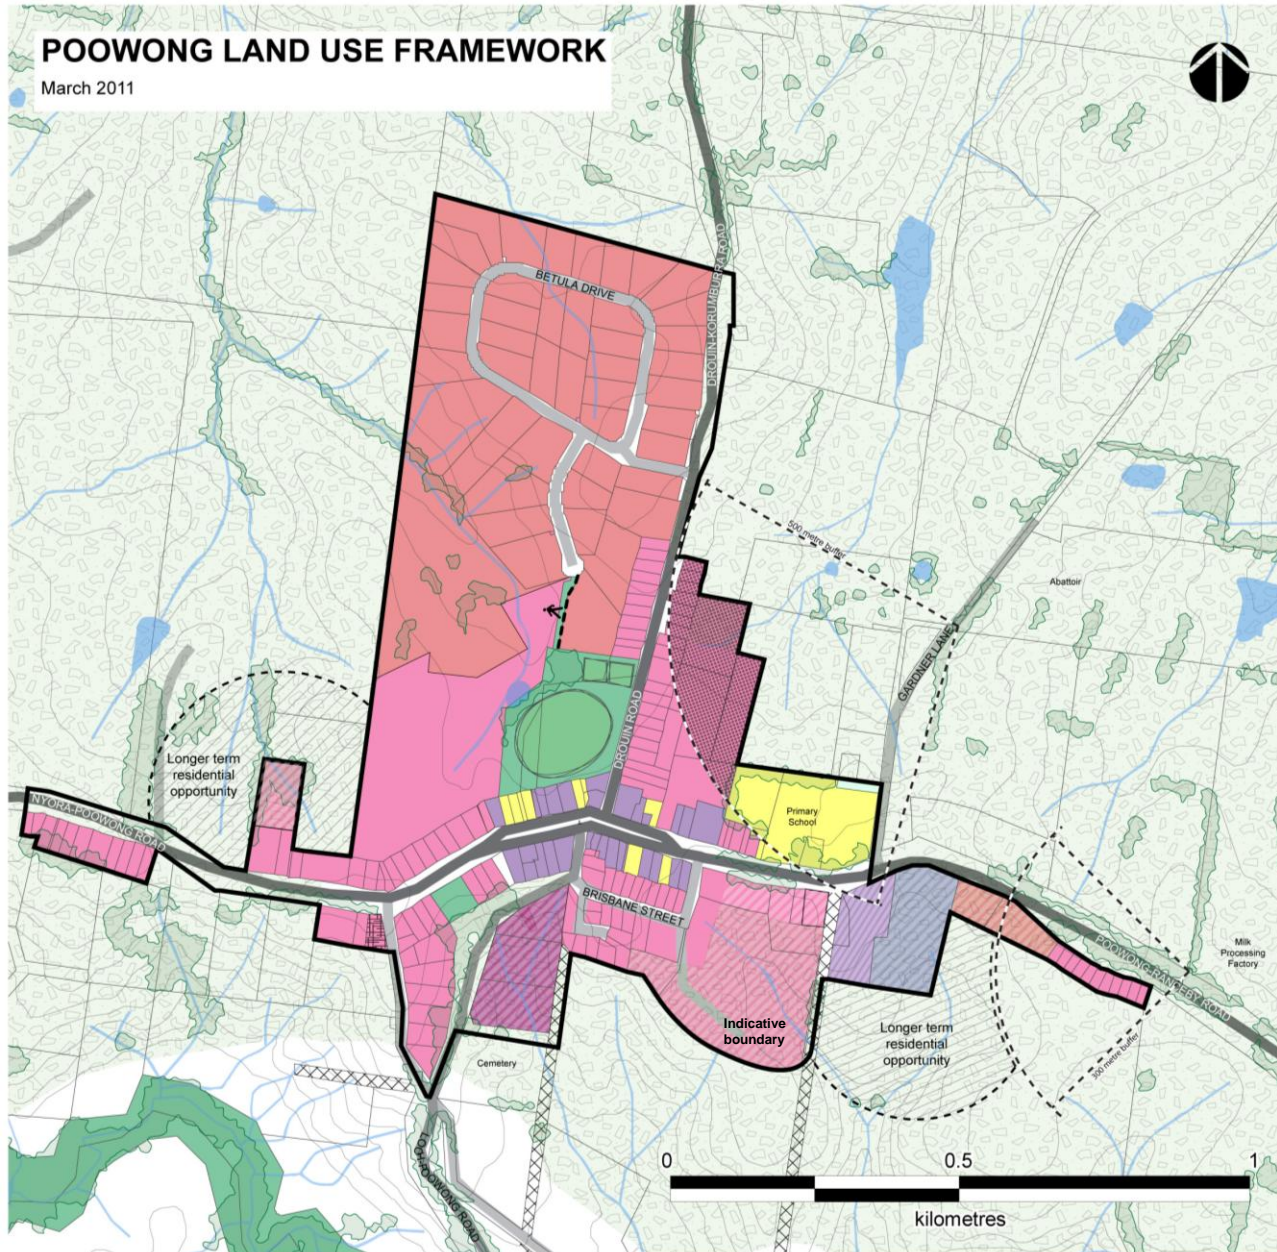 POOWONG LAND USE FRAMEWORK
March 2011
BETULA DRIVE
DROUIN-KORUMBURRA ROAD
500 metre buffer
Abattoir
GARDNER LANE
DROUIN ROAD
Longer term
residential
opportunity
NYORA-POOWONG ROAD
Primary
School
BRISBANE STREET
POOWONG-RANCEBY ROAD
Milk
Processing
Factory
Indicative
boundary
Longer term
residential
opportunity
300 metre buffer
Cemetery
LOCH-POOWONG ROAD
0
0.5
1
kilometres